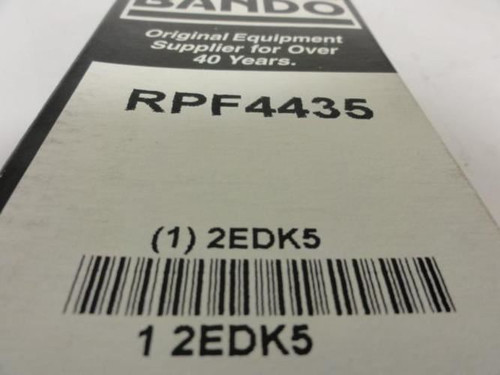 BANDO
Original Equipment
Supplier for Over
40 Years.
RPF4435
(1) 2EDK5
1 2EDK5